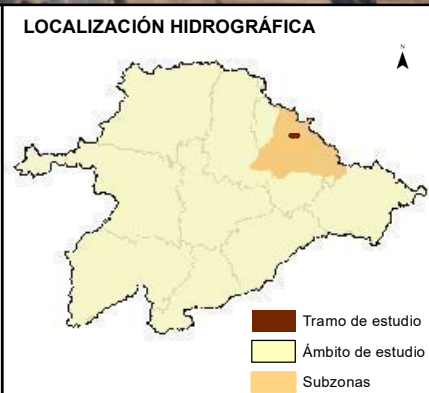 LOCALIZACIÓN HIDROGRÁFICA
N
Tramo de estudio
Ámbito de estudio
Subzonas